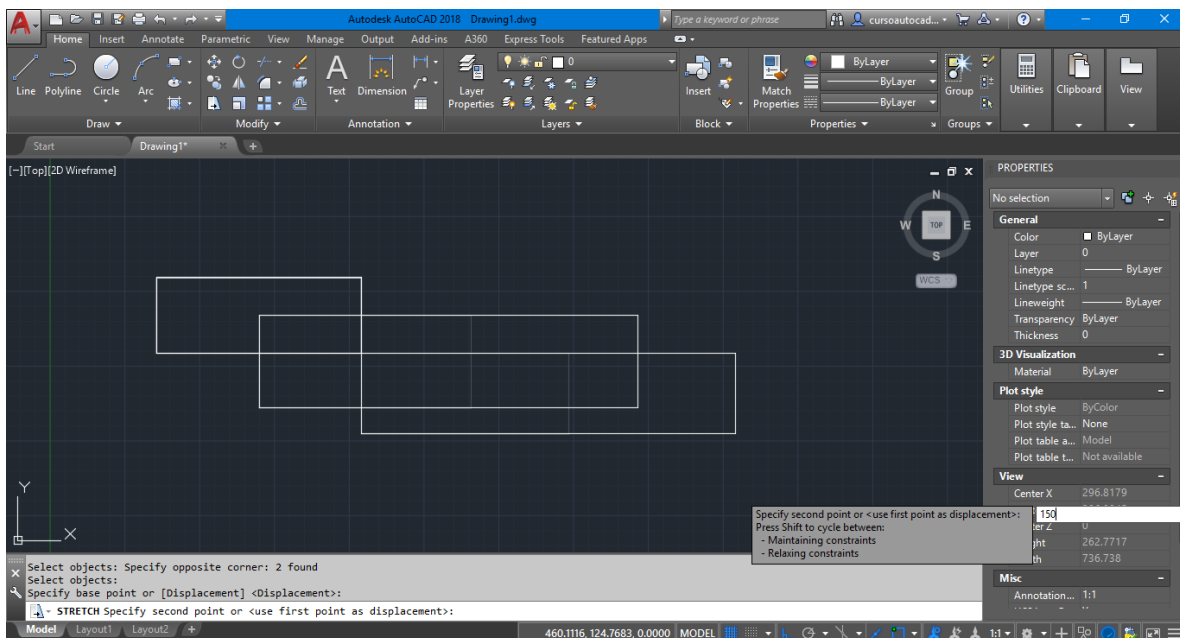 Autodesk AutoCAD 2018 Drawing1.dwg
Type a keyword or phrase
cursoautocad...
Home Insert Annotate Parametric View Manage Output Add-ins A360 Express Tools Featured Apps
0
ByLayer
Line Polyline Circle Arc
Text Dimension
Layer Properties
Insert
Match Properties
ByLayer
ByLayer
Group
Utilities
Clipboard
View
Draw Modify Annotation Layers Block Properties Groups
Start Drawing1* +
[−][Top][2D Wireframe]
N
W TOP E
S
WCS
Y
X
PROPERTIES
No selection
General
Color ByLayer
Layer 0
Linetype ByLayer
Linetype sc... 1
Lineweight ByLayer
Transparency ByLayer
Thickness 0
3D Visualization
Material ByLayer
Plot style
Plot style ByColor
Plot style ta... None
Plot table a... Model
Plot table t... Not available
View
Center X 296.8179
262.7717
736.738
Misc
Annotation... 1:1
Specify second point or <use first point as displacement>: 150
Press Shift to cycle between:
- Maintaining constraints
- Relaxing constraints
Select objects: Specify opposite corner: 2 found
Select objects:
Specify base point or [Displacement] <Displacement>:
STRETCH Specify second point or <use first point as displacement>:
Model Layout1 Layout2 +
460.1116, 124.7683, 0.0000 MODEL 1:1